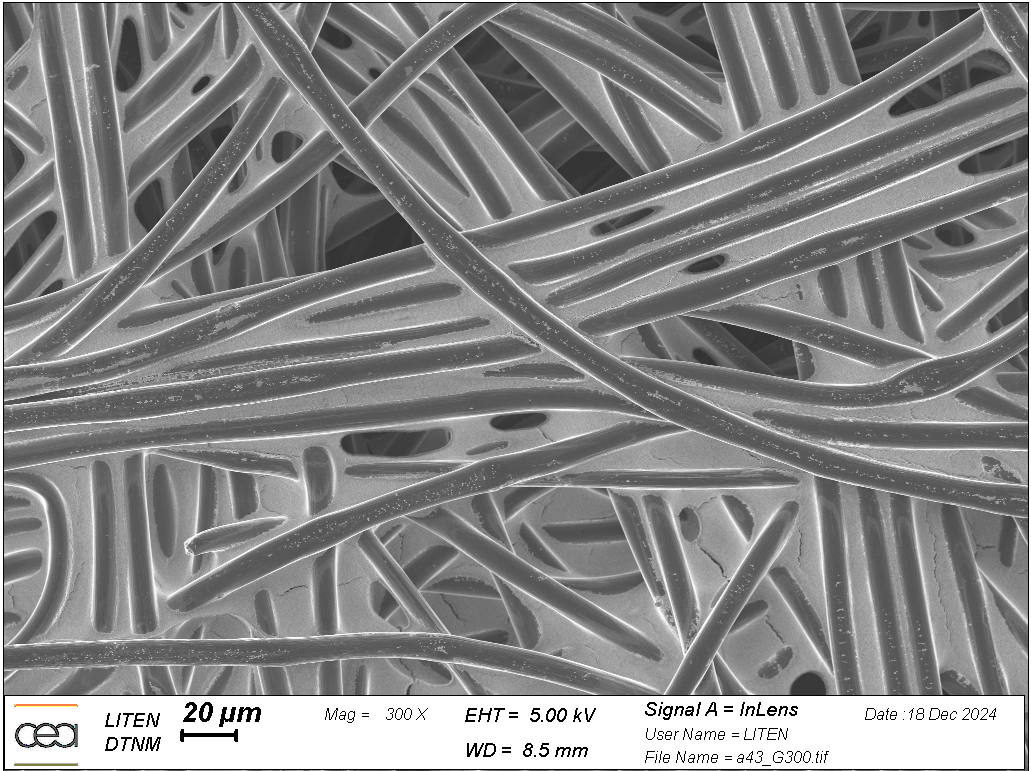 cea
LITEN
DTNM
20 µm
Mag = 300 X
EHT = 5.00 kV
WD = 8.5 mm
Signal A = InLens
User Name = LITEN
File Name = a43_G300.tif
Date :18 Dec 2024